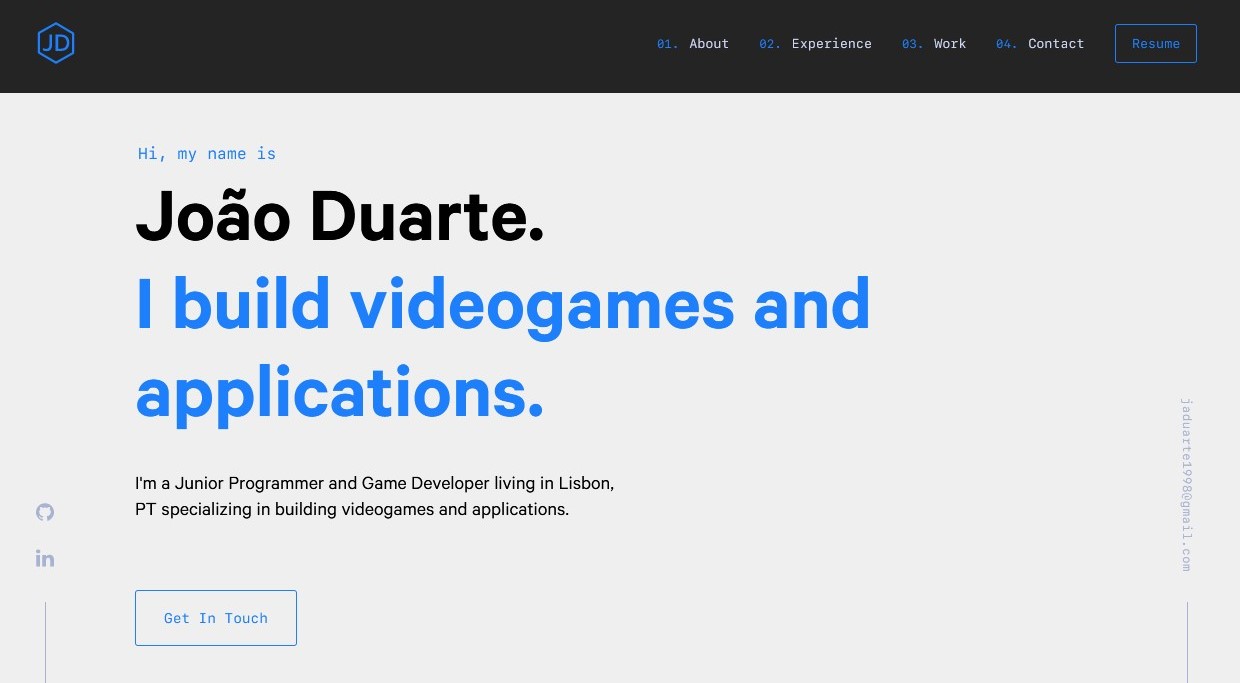 JD
01. About
02. Experience
03. Work
04. Contact
Resume
Hi, my name is
João Duarte.
I build videogames and
applications.
I'm a Junior Programmer and Game Developer living in Lisbon,
PT specializing in building videogames and applications.
in
Get In Touch
jaduarte1998@gmail.com